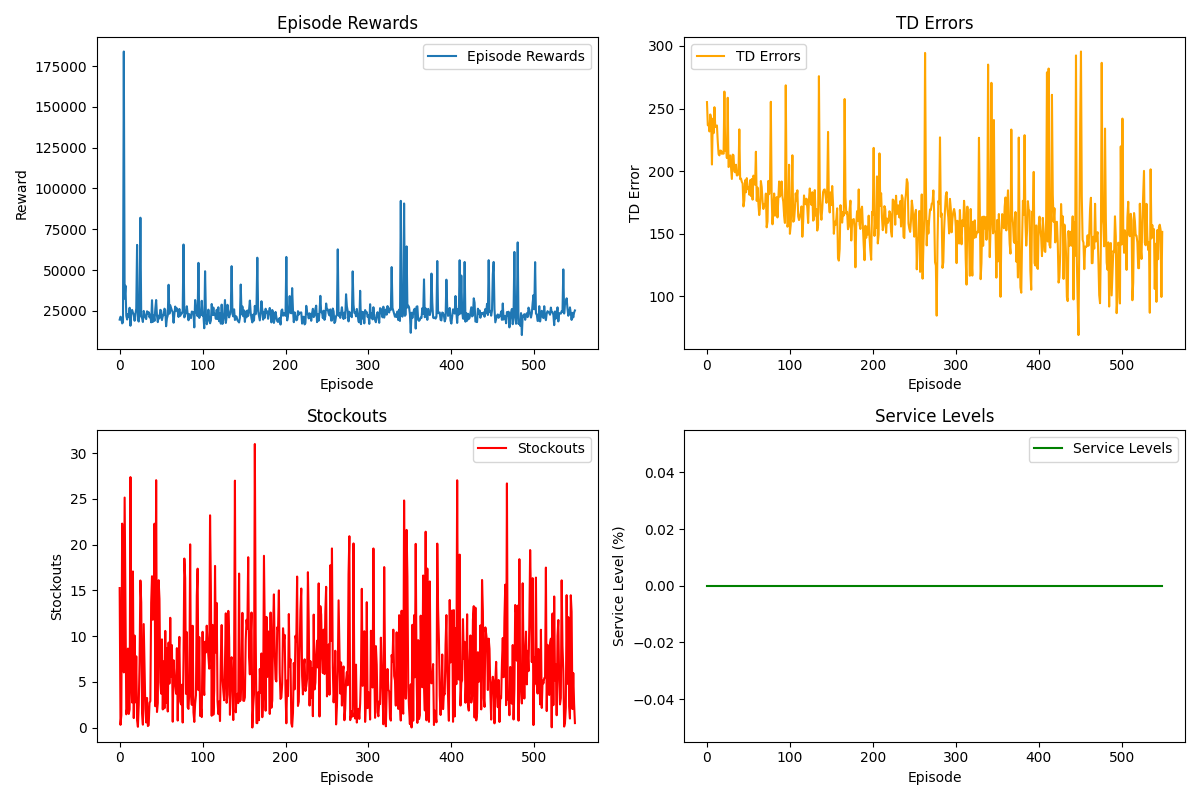 Episode Rewards
Reward
175000
150000
125000
100000
75000
50000
25000
Episode Rewards
0 100 200 300 400 500
Episode
TD Errors
TD Error
300
250
200
150
100
TD Errors
0 100 200 300 400 500
Episode
Stockouts
Stockouts
30
25
20
15
10
5
0
Stockouts
0 100 200 300 400 500
Episode
Service Levels
Service Level (%)
0.04
0.02
0.00
−0.02
−0.04
Service Levels
0 100 200 300 400 500
Episode